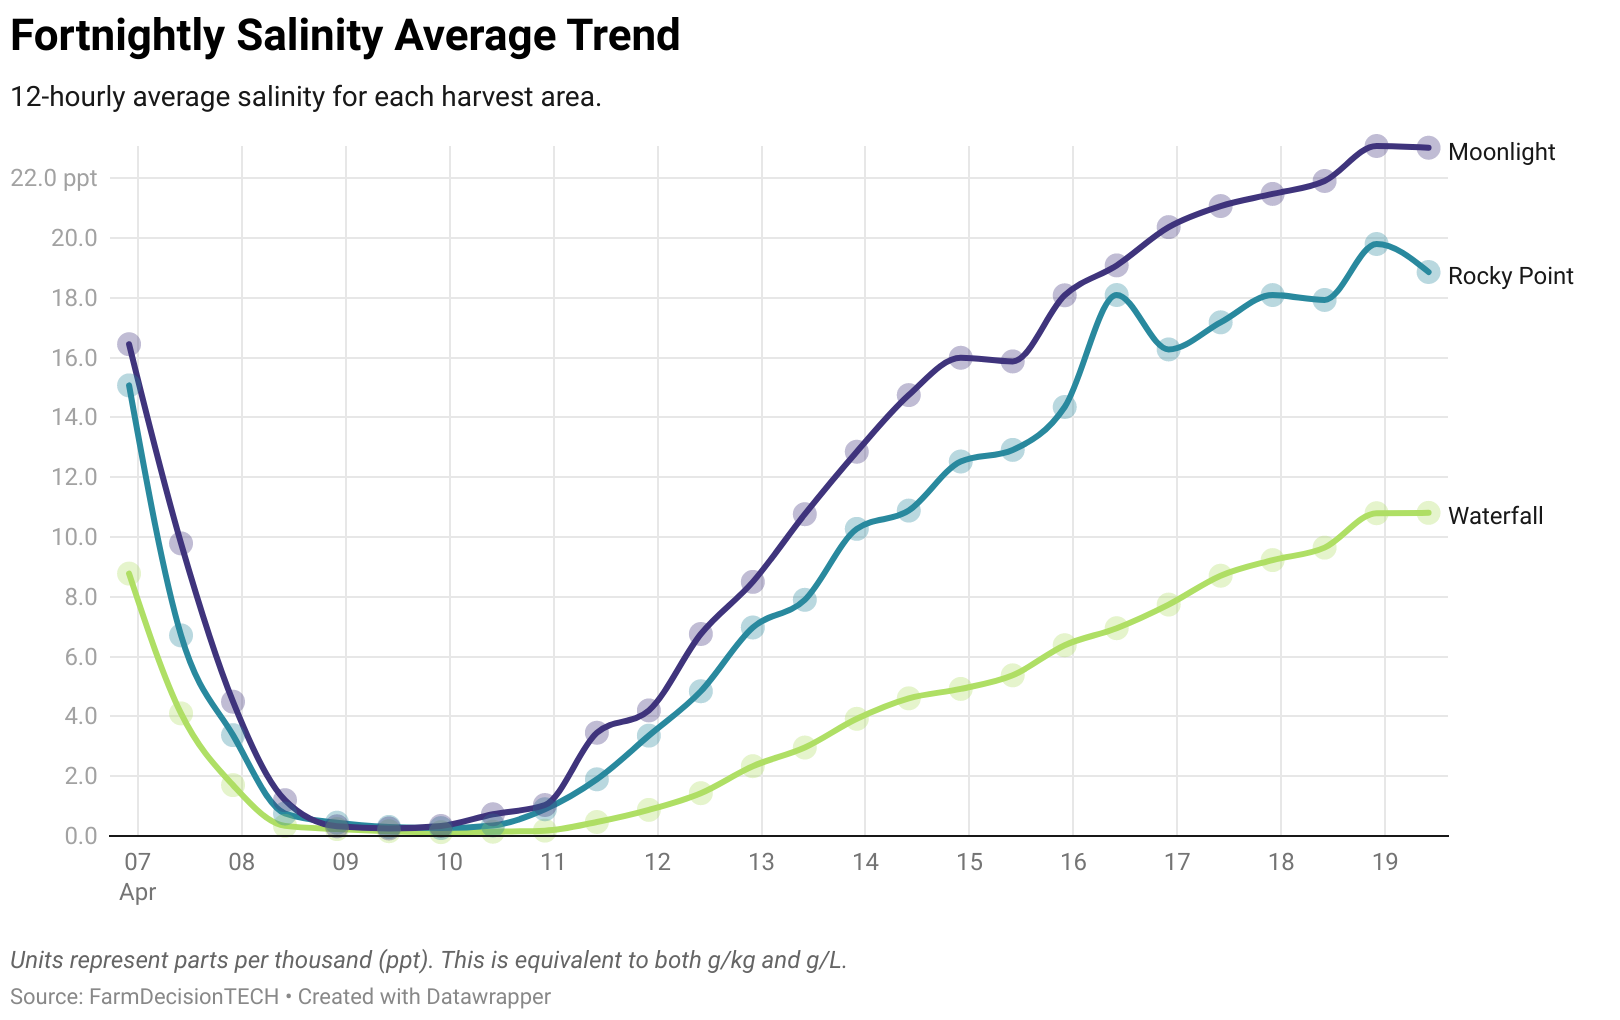 Fortnightly Salinity Average Trend
12-hourly average salinity for each harvest area.
Moonlight
22.0 ppt
20.0
Rocky Point
18.0
16.0
14.0
12.0
Waterfall
10.0
8.0
6.0
4.0
2.0
0.0
07 08 09 10 11 12 13 14 15 16 17 18 19
Apr
Units represent parts per thousand (ppt). This is equivalent to both g/kg and g/L.
Source: FarmDecisionTECH • Created with Datawrapper